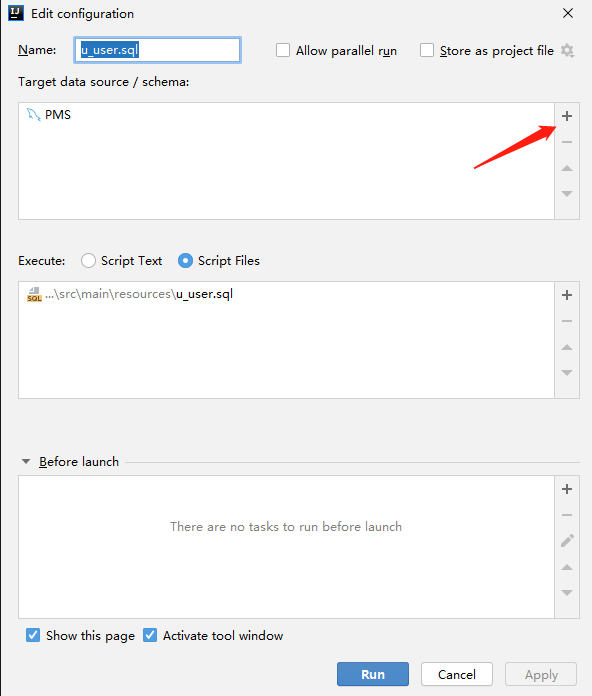 Edit configuration
Name: u_user.sql Allow parallel run Store as project file
Target data source / schema:
PMS
Execute: Script Text Script Files
...\src\main\resources\u_user.sql
Before launch
There are no tasks to run before launch
Show this page Activate tool window
Run Cancel Apply